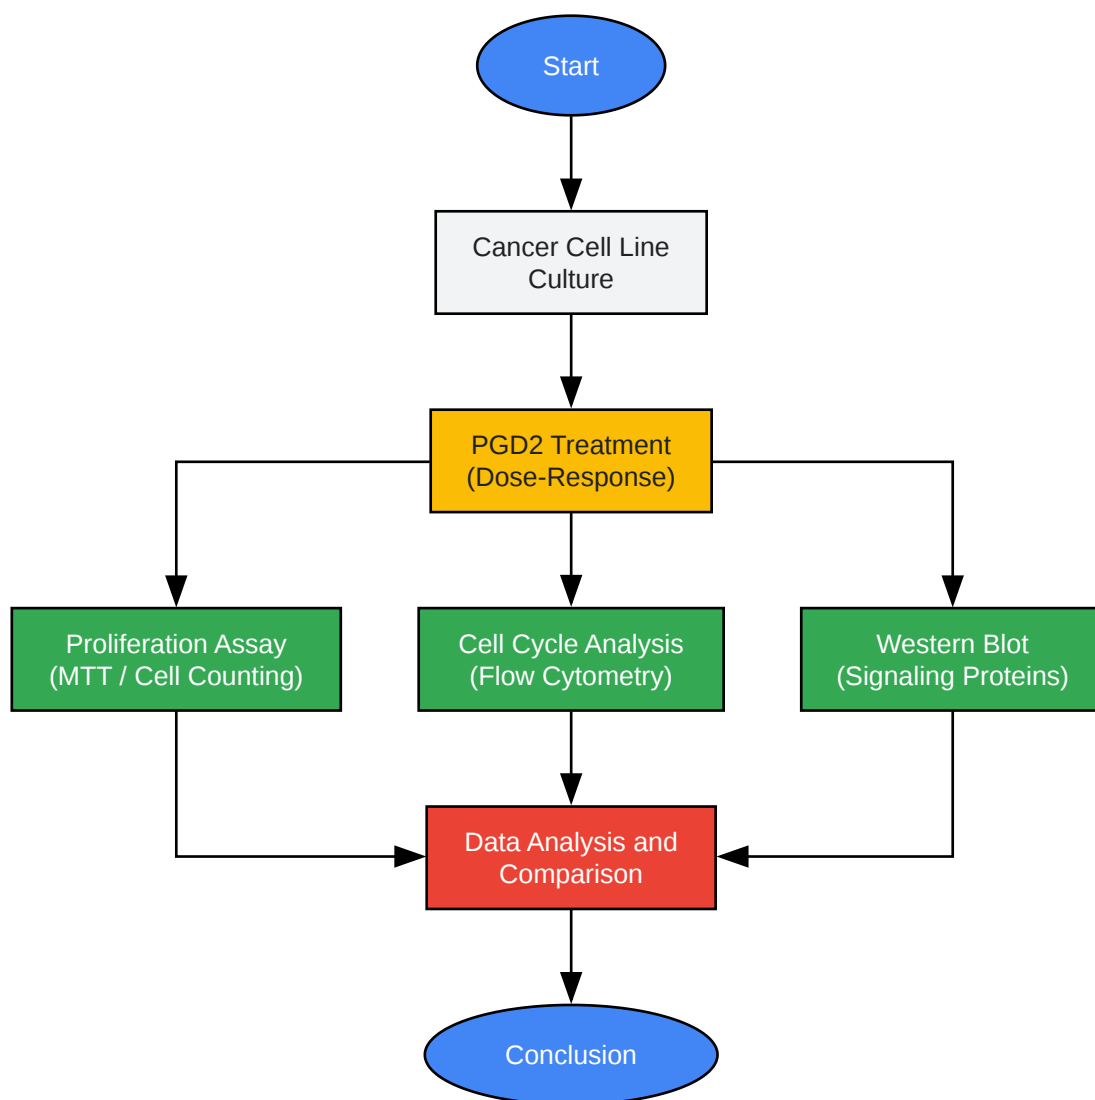 Start
Cancer Cell Line
Culture
PGD2 Treatment
(Dose-Response)
Proliferation Assay
(MTT / Cell Counting)
Cell Cycle Analysis
(Flow Cytometry)
Western Blot
(Signaling Proteins)
Data Analysis and
Comparison
Conclusion